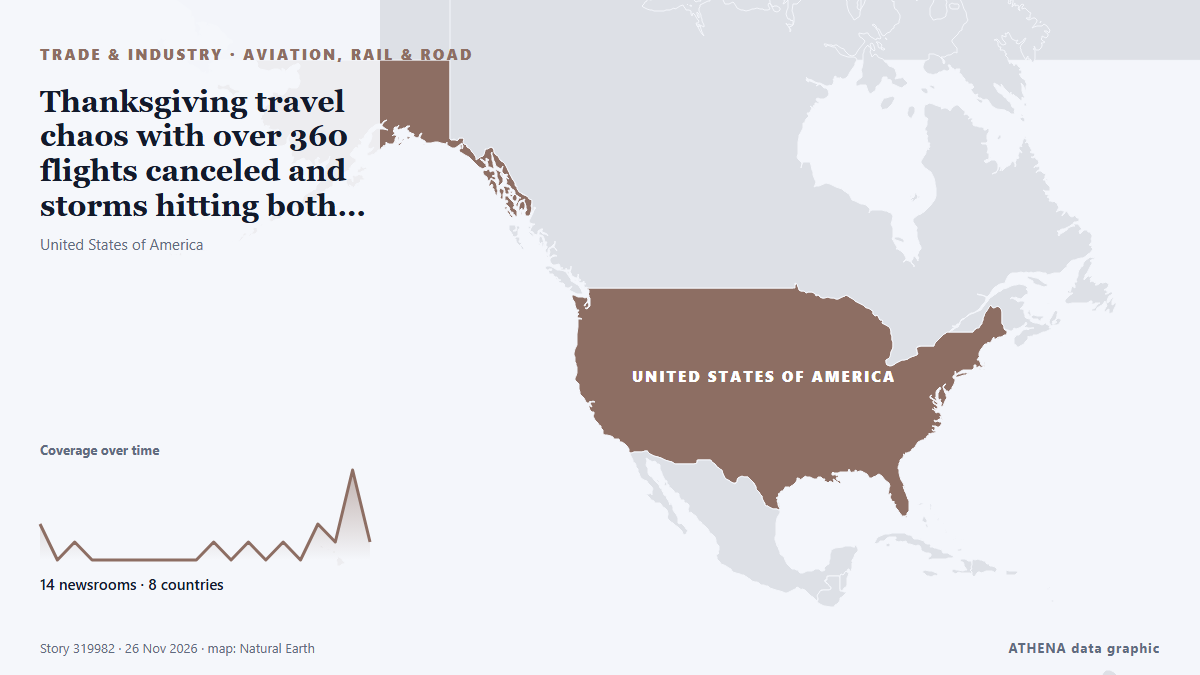 TRADE & INDUSTRY · AVIATION, RAIL & ROAD
Thanksgiving travel
chaos with over 360
flights canceled and
storms hitting both...
United States of America
UNITED STATES OF AMERICA
Coverage over time
14 newsrooms · 8 countries
Story 319982 · 26 Nov 2026 · map: Natural Earth
ATHENA data graphic